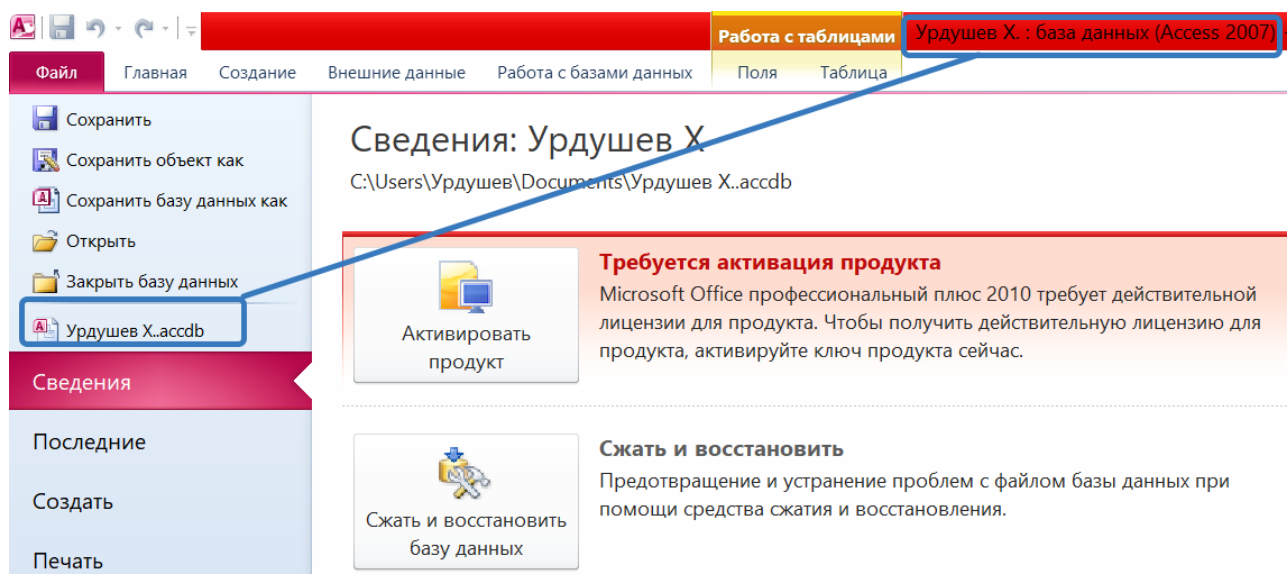 Работа с таблицами
Урдушев Х. : база данных (Access 2007)
Файл Главная Создание Внешние данные Работа с базами данных Поля Таблица
Сохранить
Сохранить объект как
Сохранить базу данных как
Открыть
Закрыть базу данных
Урдушев Х..accdb
Сведения
Последние
Создать
Печать
Сведения: Урдушев Х
C:\Users\Урдушев\Documents\Урдушев Х..accdb
Активировать
продукт
Требуется активация продукта
Microsoft Office профессиональный плюс 2010 требует действительной
лицензии для продукта. Чтобы получить действительную лицензию для
продукта, активируйте ключ продукта сейчас.
Сжать и восстановить
базу данных
Сжать и восстановить
Предотвращение и устранение проблем с файлом базы данных при
помощи средства сжатия и восстановления.